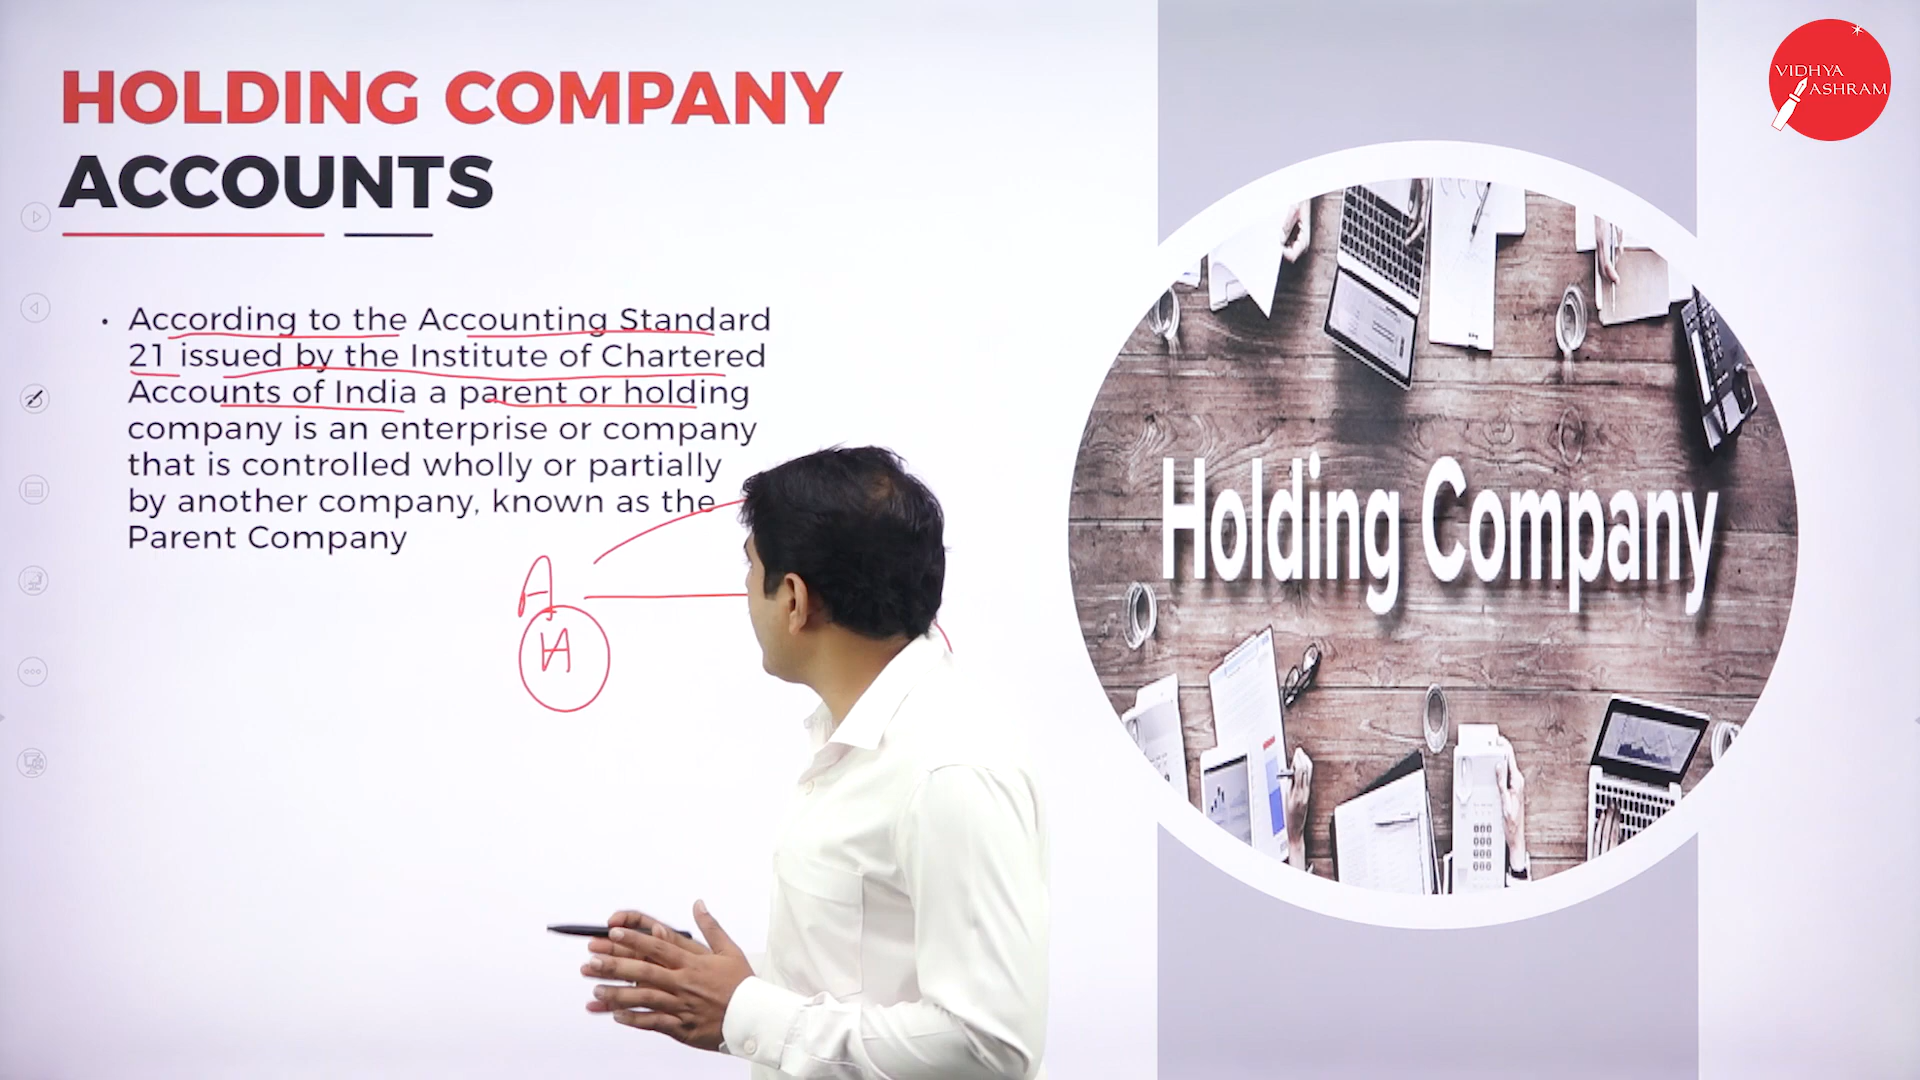 HOLDING COMPANY
ACCOUNTS
• According to the Accounting Standard
21 issued by the Institute of Chartered
Accounts of India a parent or holding
company is an enterprise or company
that is controlled wholly or partially
by another company, known as the
Parent Company
A
H
Holding Company
VIDHYA
ASHRAM